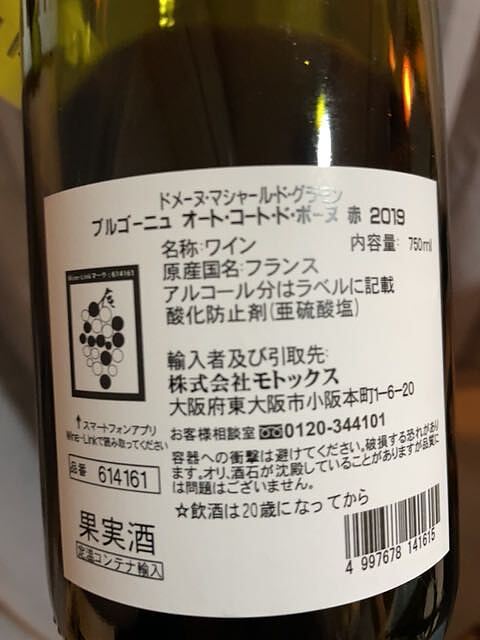 ドメーヌ・マシャール・ド・グラモン
ブルゴーニュ オート・コート・ド・ボーヌ 赤 2019
名称:ワイン 内容量: 750ml
原産国名:フランス
アルコール分はラベルに記載
酸化防止剤(亜硫酸塩)
Wine-Linkマーク:614161
輸入者及び引取先:
株式会社モトックス
大阪府東大阪市小阪本町1-6-20
↑スマートフォンアプリ
Wine-Linkで読み取ってください
お客様相談室 0120-344101
容器への衝撃は避けてください。破損する恐れがあり
ます。オリ、酒石が沈殿していることがありますが品質に
は問題はございません。
品番 614161
☆飲酒は20歳になってから
果実酒
定温コンテナ輸入
4 997678 141615